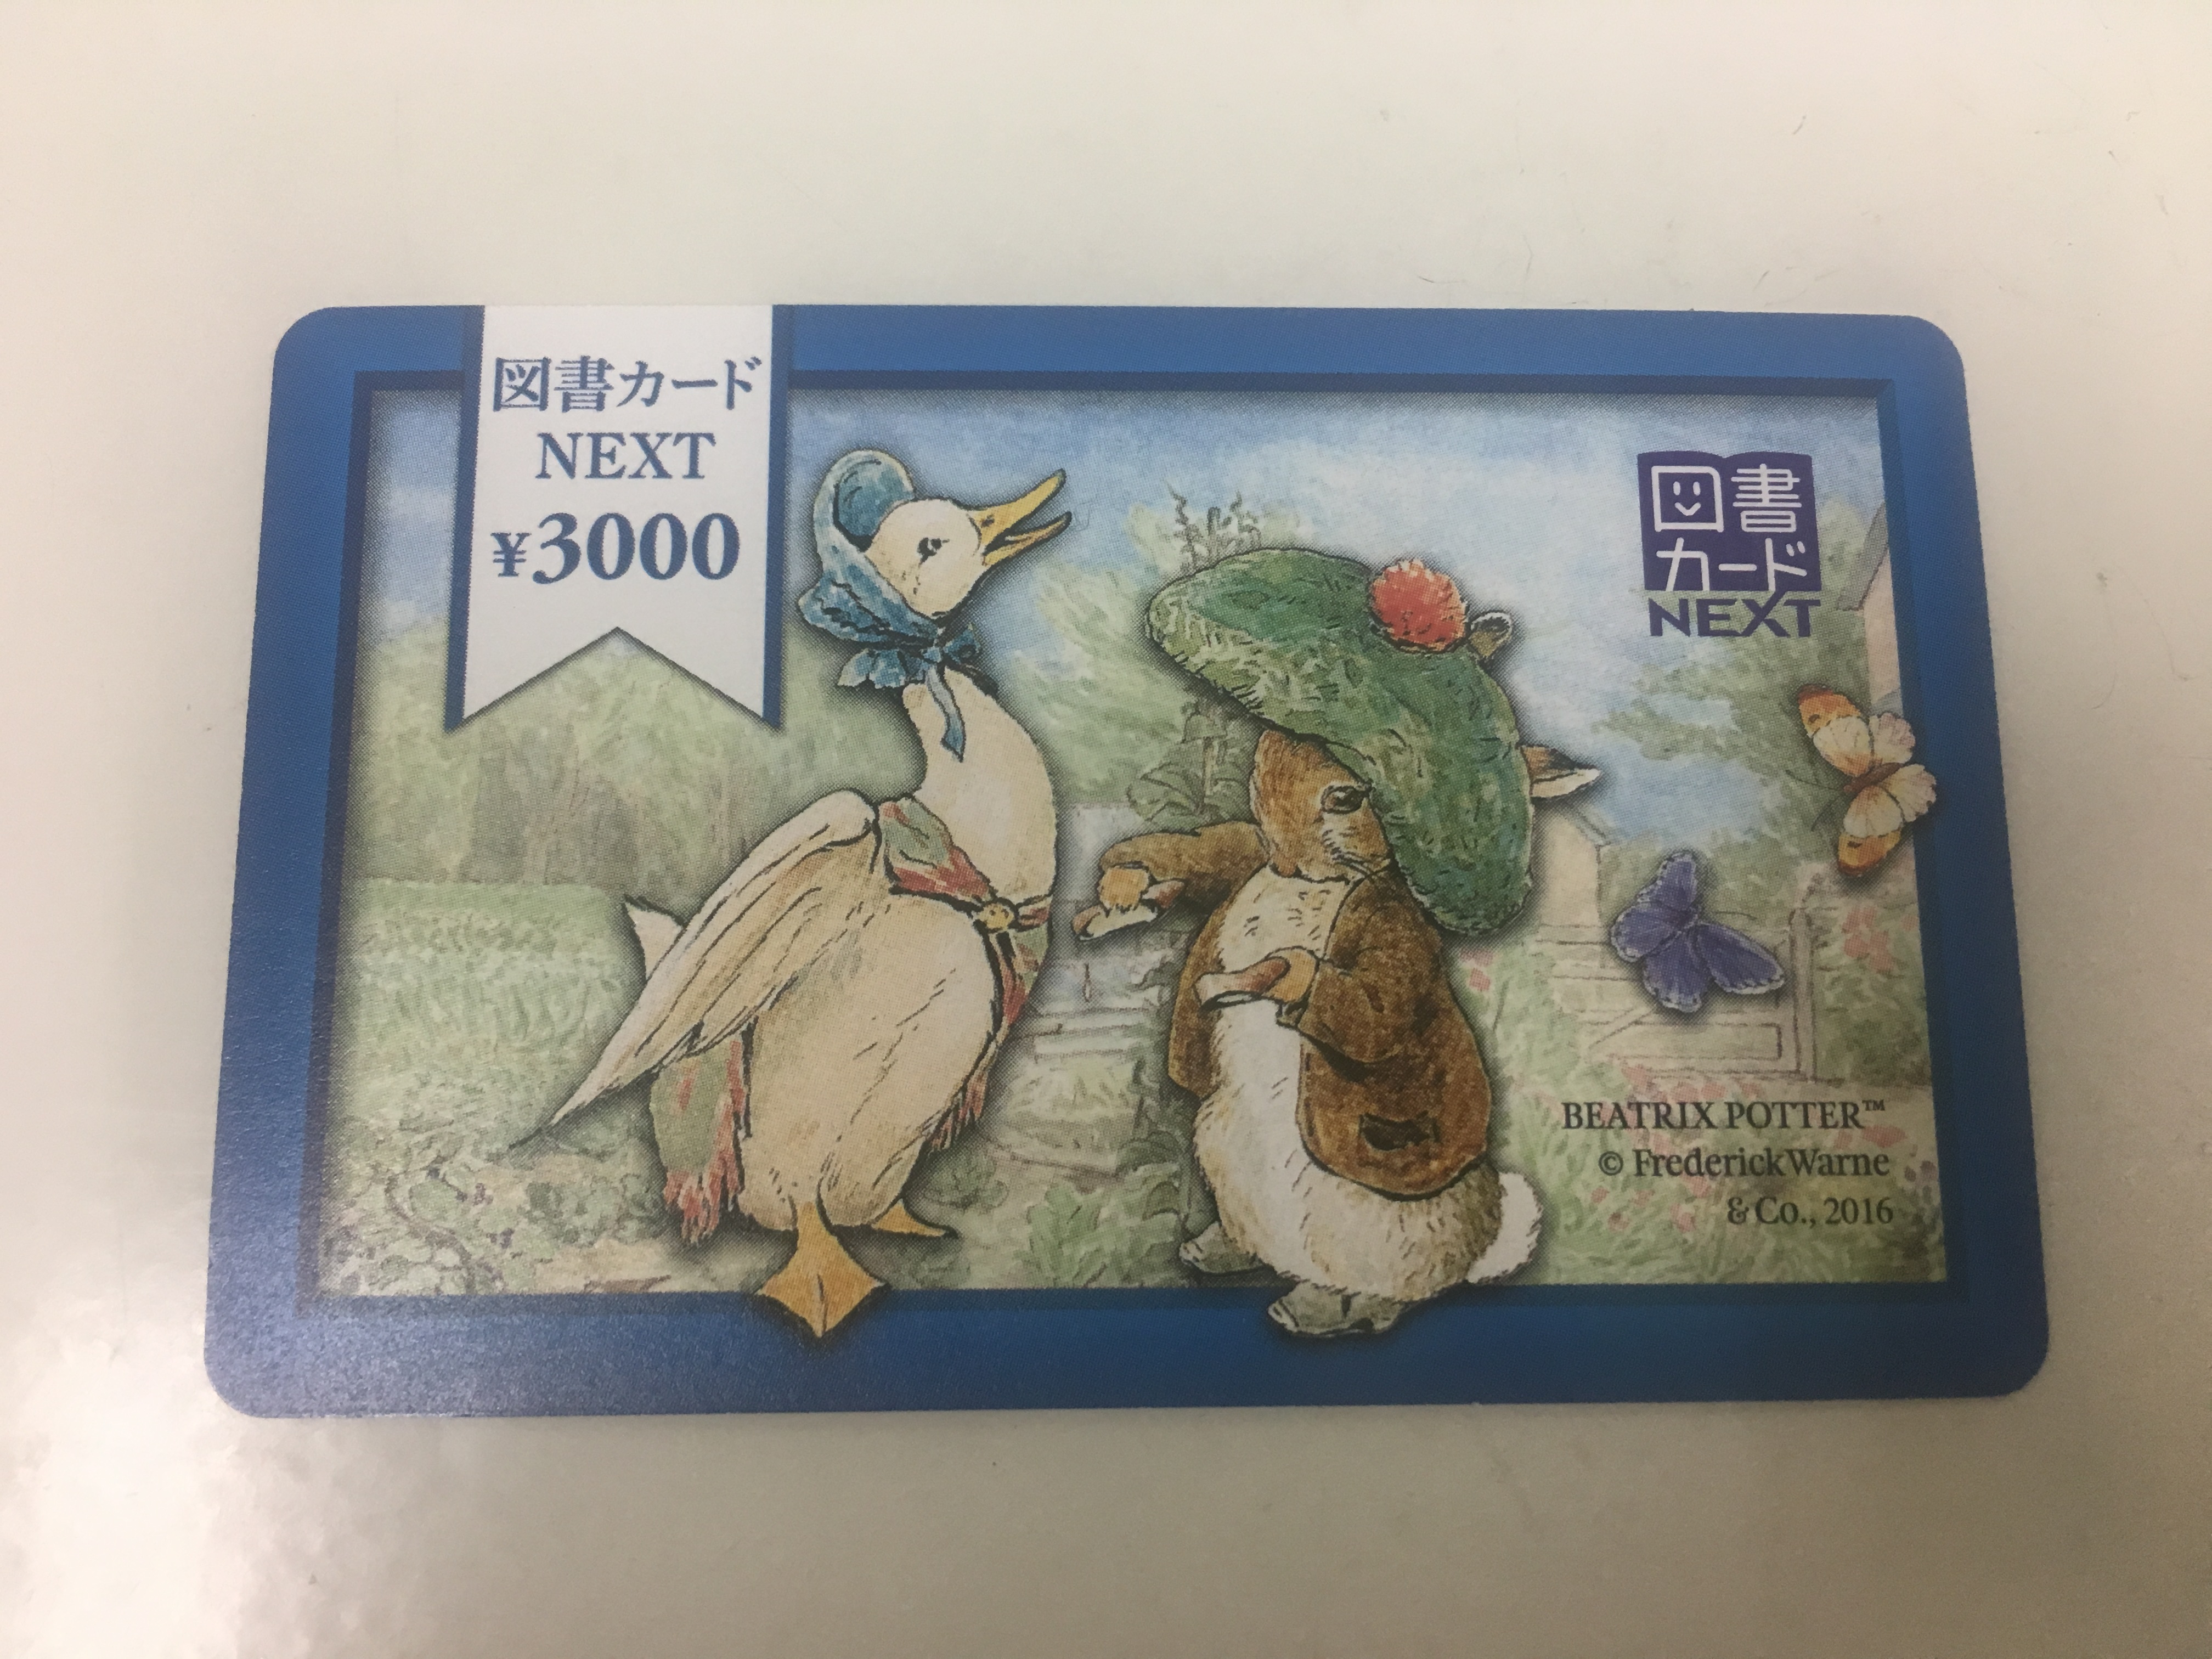 図書カード
NEXT
¥3000
図書
カード
NEXT
BEATRIX POTTER™
© Frederick Warne
& Co., 2016